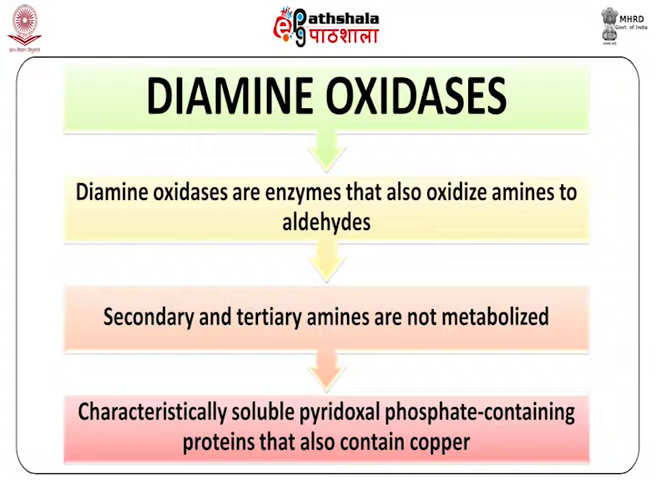 ePathshala
पाठशाला
MHRD
Govt. of India
DIAMINE OXIDASES
Diamine oxidases are enzymes that also oxidize amines to
aldehydes
Secondary and tertiary amines are not metabolized
Characteristically soluble pyridoxal phosphate-containing
proteins that also contain copper